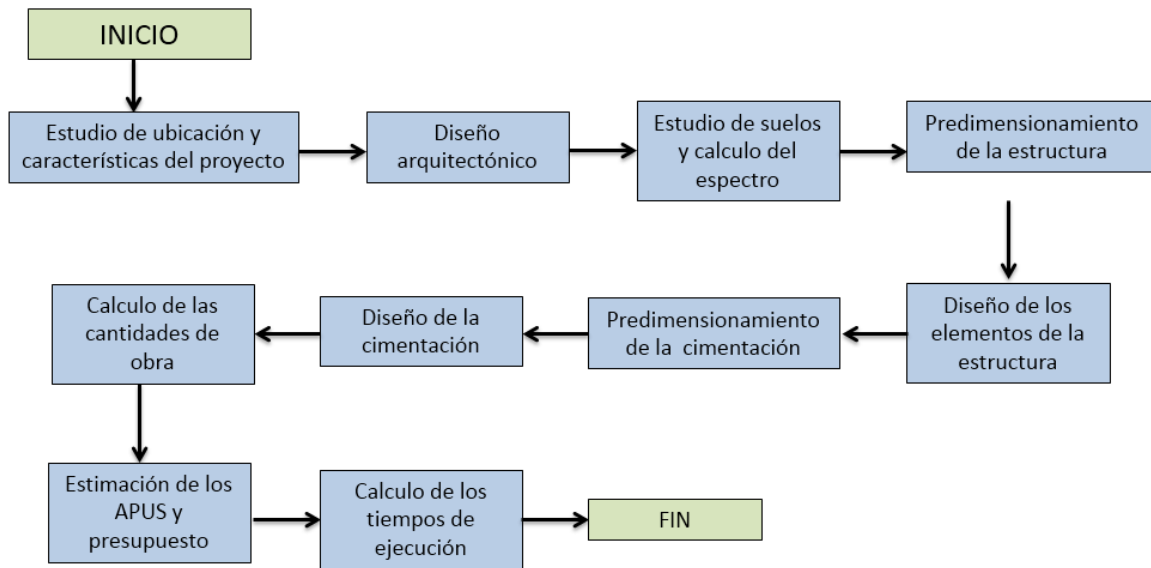 INICIO
Estudio de ubicación y
características del proyecto
Diseño
arquitectónico
Estudio de suelos
y calculo del
espectro
Predimensionamiento
de la estructura
Diseño de los
elementos de la
estructura
Predimensionamiento
de la cimentación
Diseño de la
cimentación
Calculo de las
cantidades de
obra
Estimación de los
APUS y
presupuesto
Calculo de los
tiempos de
ejecución
FIN